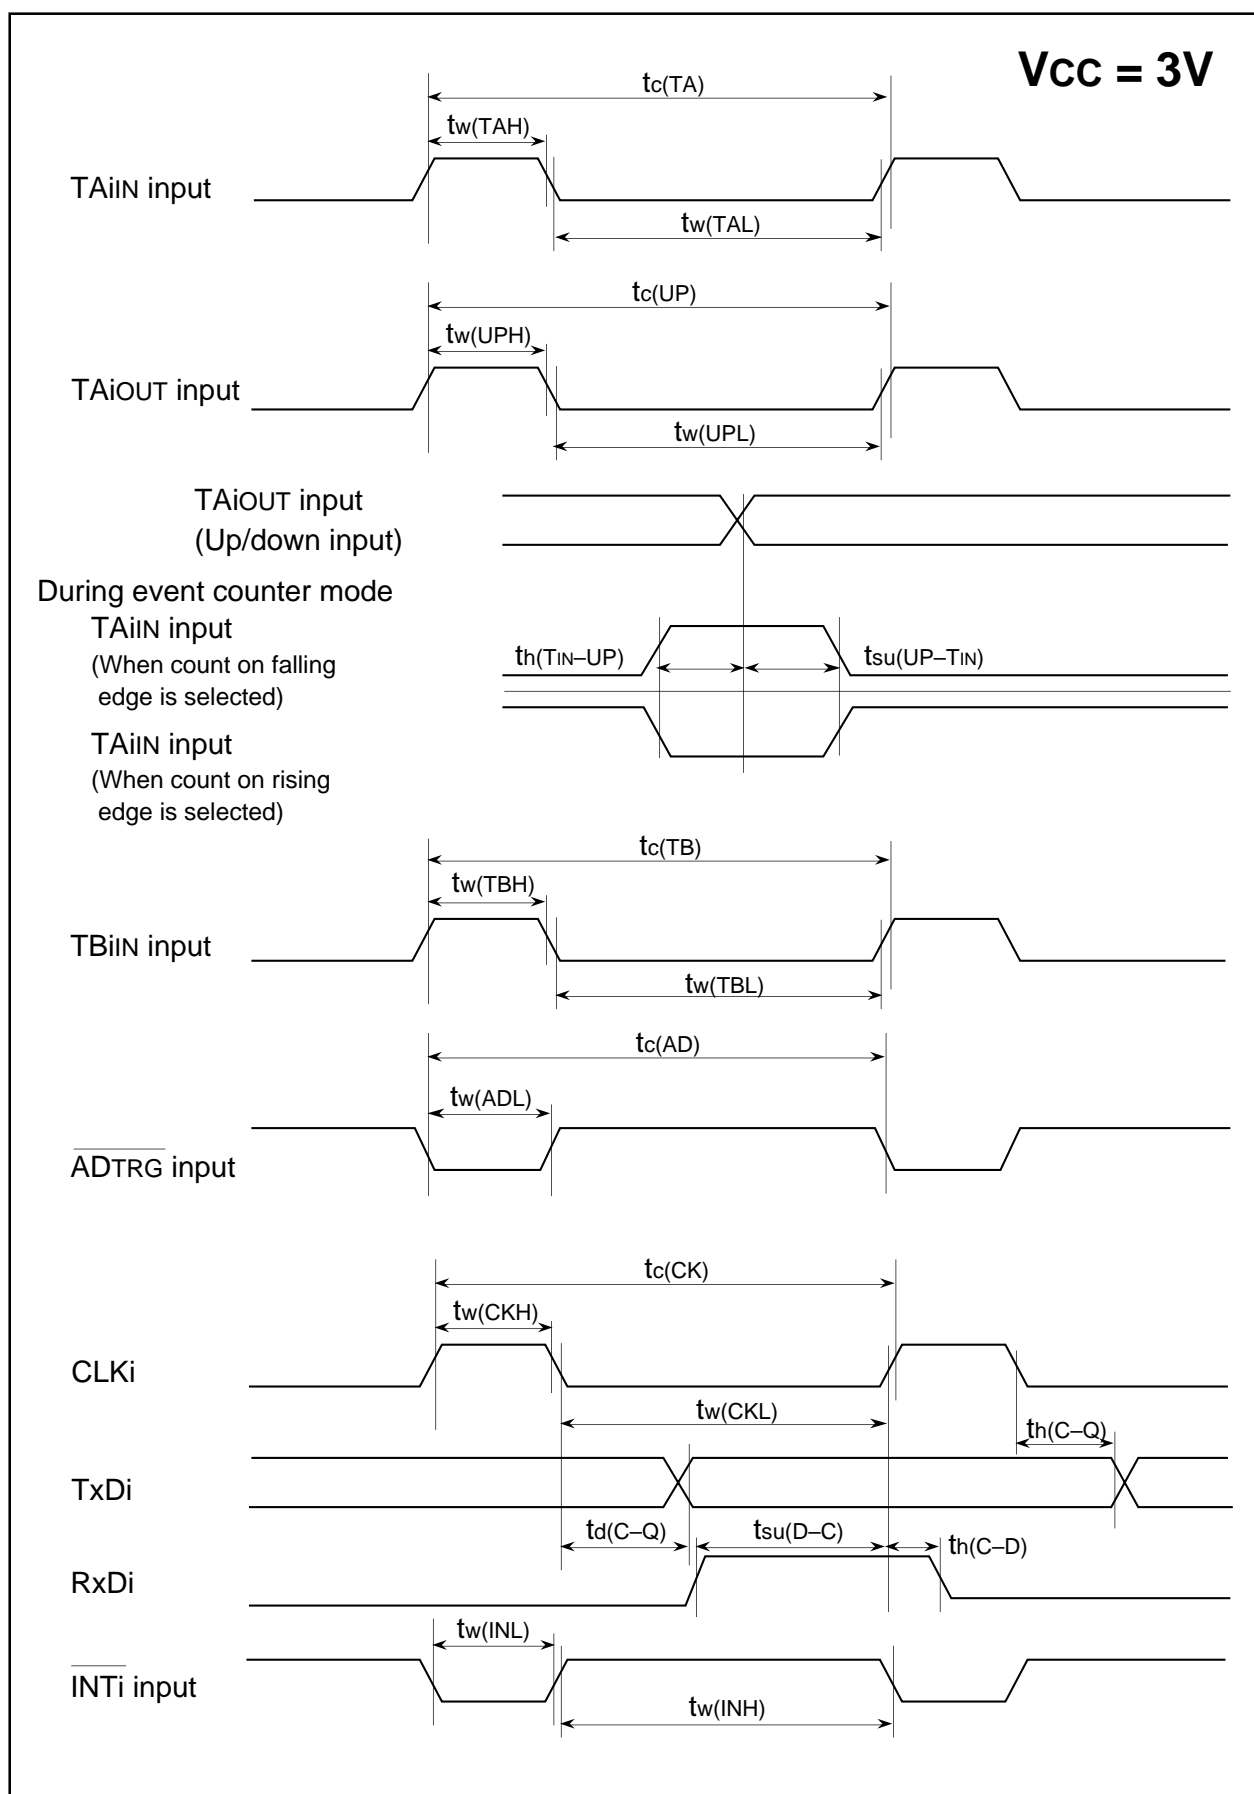 VCC = 3V
tc(TA)
tw(TAH)
TAiIN input
tw(TAL)
tc(UP)
tw(UPH)
TAiOUT input
tw(UPL)
TAiOUT input
(Up/down input)
During event counter mode
TAiIN input
(When count on falling
edge is selected)
th(TIN–UP)
tsu(UP–TIN)
TAiIN input
(When count on rising
edge is selected)
tc(TB)
tw(TBH)
TBiIN input
tw(TBL)
tc(AD)
tw(ADL)
ADTRG input
tc(CK)
tw(CKH)
CLKi
tw(CKL)
th(C–Q)
TxDi
td(C–Q)
tsu(D–C)
th(C–D)
RxDi
tw(INL)
INTi input
tw(INH)